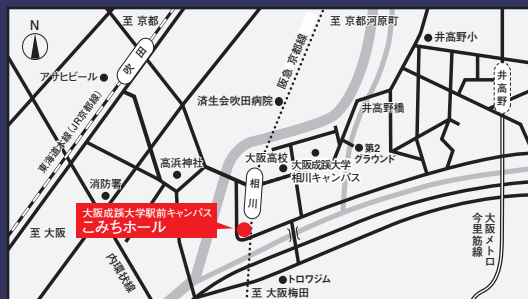 N
至 京都
至 京都河原町
吹田
アサヒビール
東海道本線(JR京都線)
阪急 京都線
済生会吹田病院
井高野小
井高野
井高野橋
高浜神社
大阪高校
大阪成蹊大学
相川キャンパス
第2
グラウンド
相川
消防署
大阪成蹊大学駅前キャンパス
こみちホール
至 大阪
内環状線
大阪メトロ
今里筋線
トロワジム
至 大阪梅田